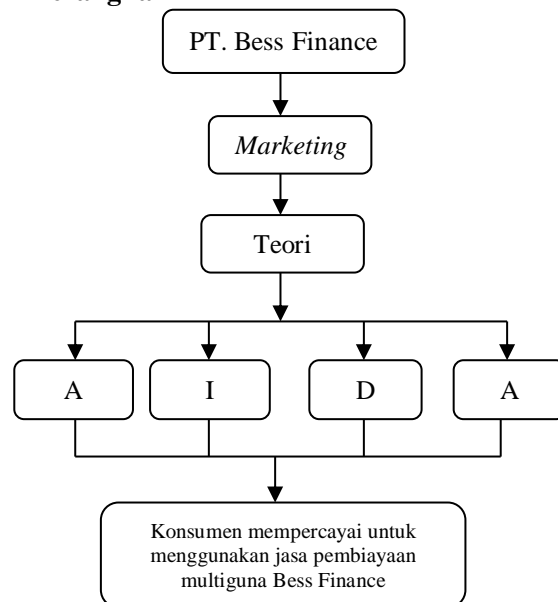 PT. Bess Finance
Marketing
Teori
A I D A
Konsumen mempercayai untuk
menggunakan jasa pembiayaan
multiguna Bess Finance